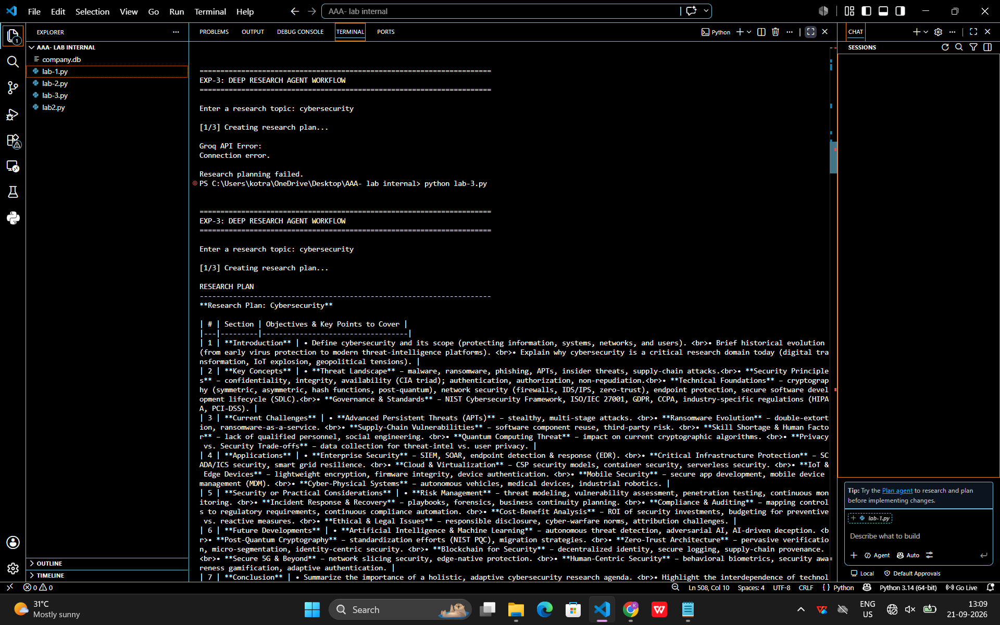 File Edit Selection View Go Run Terminal Help
AAA- lab internal
EXPLORER
AAA- LAB INTERNAL
company.db
lab-1.py
lab-2.py
lab-3.py
lab2.py
OUTLINE
TIMELINE
PROBLEMS OUTPUT DEBUG CONSOLE TERMINAL PORTS
Python
======================================================================
EXP-3: DEEP RESEARCH AGENT WORKFLOW
======================================================================
Enter a research topic: cybersecurity
[1/3] Creating research plan...
Groq API Error:
Connection error.
Research planning failed.
PS C:\Users\kotra\OneDrive\Desktop\AAA- lab internal> python lab-3.py
======================================================================
EXP-3: DEEP RESEARCH AGENT WORKFLOW
======================================================================
Enter a research topic: cybersecurity
[1/3] Creating research plan...
RESEARCH PLAN
----------------------------------------------------------------------
**Research Plan: Cybersecurity**
| # | Section | Objectives & Key Points to Cover |
|---|---------|-----------------------------------|
| 1 | **Introduction** | • Define cybersecurity and its scope (protecting information, systems, networks, and users). <br>• Brief historical evolution
(from early virus protection to modern threat-intelligence platforms). <br>• Explain why cybersecurity is a critical research domain today (digital tra
nsformation, IoT explosion, geopolitical tensions). |
| 2 | **Key Concepts** | • **Threat Landscape** – malware, ransomware, phishing, APTs, insider threats, supply-chain attacks.<br>• **Security Principle
s** – confidentiality, integrity, availability (CIA triad); authentication, authorization, non-repudiation.<br>• **Technical Foundations** – cryptograp
hy (symmetric, asymmetric, hash functions, post-quantum), network security (firewalls, IDS/IPS, zero-trust), endpoint protection, secure software devel
opment lifecycle (SDLC).<br>• **Governance & Standards** – NIST Cybersecurity Framework, ISO/IEC 27001, GDPR, CCPA, industry-specific regulations (HIPA
A, PCI-DSS). |
| 3 | **Current Challenges** | • **Advanced Persistent Threats (APTs)** – stealthy, multi-stage attacks. <br>• **Ransomware Evolution** – double-extort
ion, ransomware-as-a-service. <br>• **Supply-Chain Vulnerabilities** – software component reuse, third-party risk. <br>• **Skill Shortage & Human Facto
r** – lack of qualified personnel, social engineering. <br>• **Quantum Computing Threat** – impact on current cryptographic algorithms. <br>• **Privacy
vs. Security Trade-offs** – data collection for threat-intel vs. user privacy. |
| 4 | **Applications** | • **Enterprise Security** – SIEM, SOAR, endpoint detection & response (EDR). <br>• **Critical Infrastructure Protection** – SC
ADA/ICS security, smart grid resilience. <br>• **Cloud & Virtualization** – CSP security models, container security, serverless security. <br>• **IoT &
Edge Devices** – lightweight encryption, firmware integrity, device authentication. <br>• **Mobile Security** – secure app development, mobile device
management (MDM). <br>• **Cyber-Physical Systems** – autonomous vehicles, medical devices, industrial robotics. |
| 5 | **Security or Practical Considerations** | • **Risk Management** – threat modeling, vulnerability assessment, penetration testing, continuous mon
itoring. <br>• **Incident Response & Recovery** – playbooks, forensics, business continuity planning. <br>• **Compliance & Auditing** – mapping control
s to regulatory requirements, continuous compliance automation. <br>• **Cost-Benefit Analysis** – ROI of security investments, budgeting for preventive
vs. reactive measures. <br>• **Ethical & Legal Issues** – responsible disclosure, cyber-warfare norms, attribution challenges. |
| 6 | **Future Developments** | • **Artificial Intelligence & Machine Learning** – autonomous threat detection, adversarial AI, AI-driven deception. <b
r>• **Post-Quantum Cryptography** – standardization efforts (NIST PQC), migration strategies. <br>• **Zero-Trust Architecture** – pervasive verificatio
n, micro-segmentation, identity-centric security. <br>• **Blockchain for Security** – decentralized identity, secure logging, supply-chain provenance.
<br>• **Secure 5G & Beyond** – network slicing security, edge-native protection. <br>• **Human-Centric Security** – behavioral biometrics, security awa
reness gamification, adaptive authentication. |
| 7 | **Conclusion** | • Summarize the importance of a holistic, adaptive cybersecurity research agenda. <br>• Highlight the interdependence of technol
CHAT
SESSIONS
Tip: Try the Plan agent to research and plan
before implementing changes.
lab-1.py
Describe what to build
Agent Auto
Local Default Approvals
0 0
Ln 508, Col 10 Spaces: 4 UTF-8 CRLF { } Python Python 3.14 (64-bit) Go Live
31°C
Mostly sunny
Search
ENG
US
13:09
21-09-2026